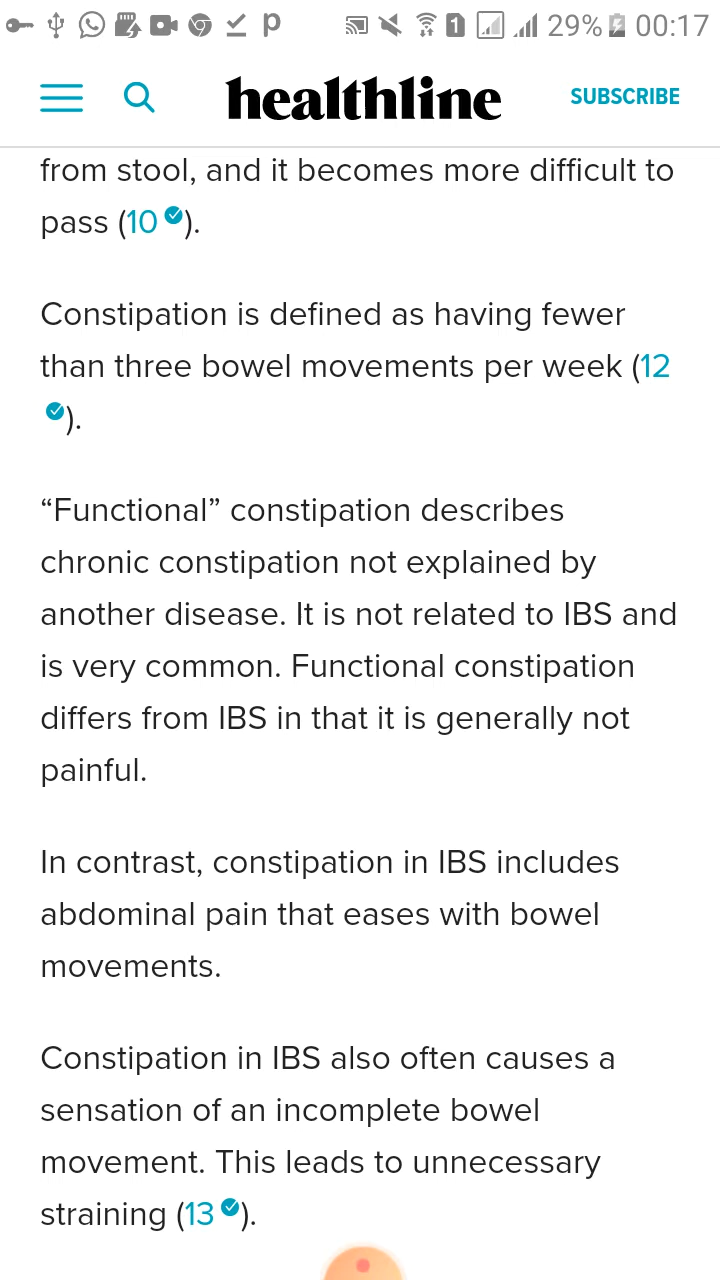 1 29% 00:17
healthline SUBSCRIBE
from stool, and it becomes more difficult to
pass (10).
Constipation is defined as having fewer
than three bowel movements per week (12
).
“Functional” constipation describes
chronic constipation not explained by
another disease. It is not related to IBS and
is very common. Functional constipation
differs from IBS in that it is generally not
painful.
In contrast, constipation in IBS includes
abdominal pain that eases with bowel
movements.
Constipation in IBS also often causes a
sensation of an incomplete bowel
movement. This leads to unnecessary
straining (13).